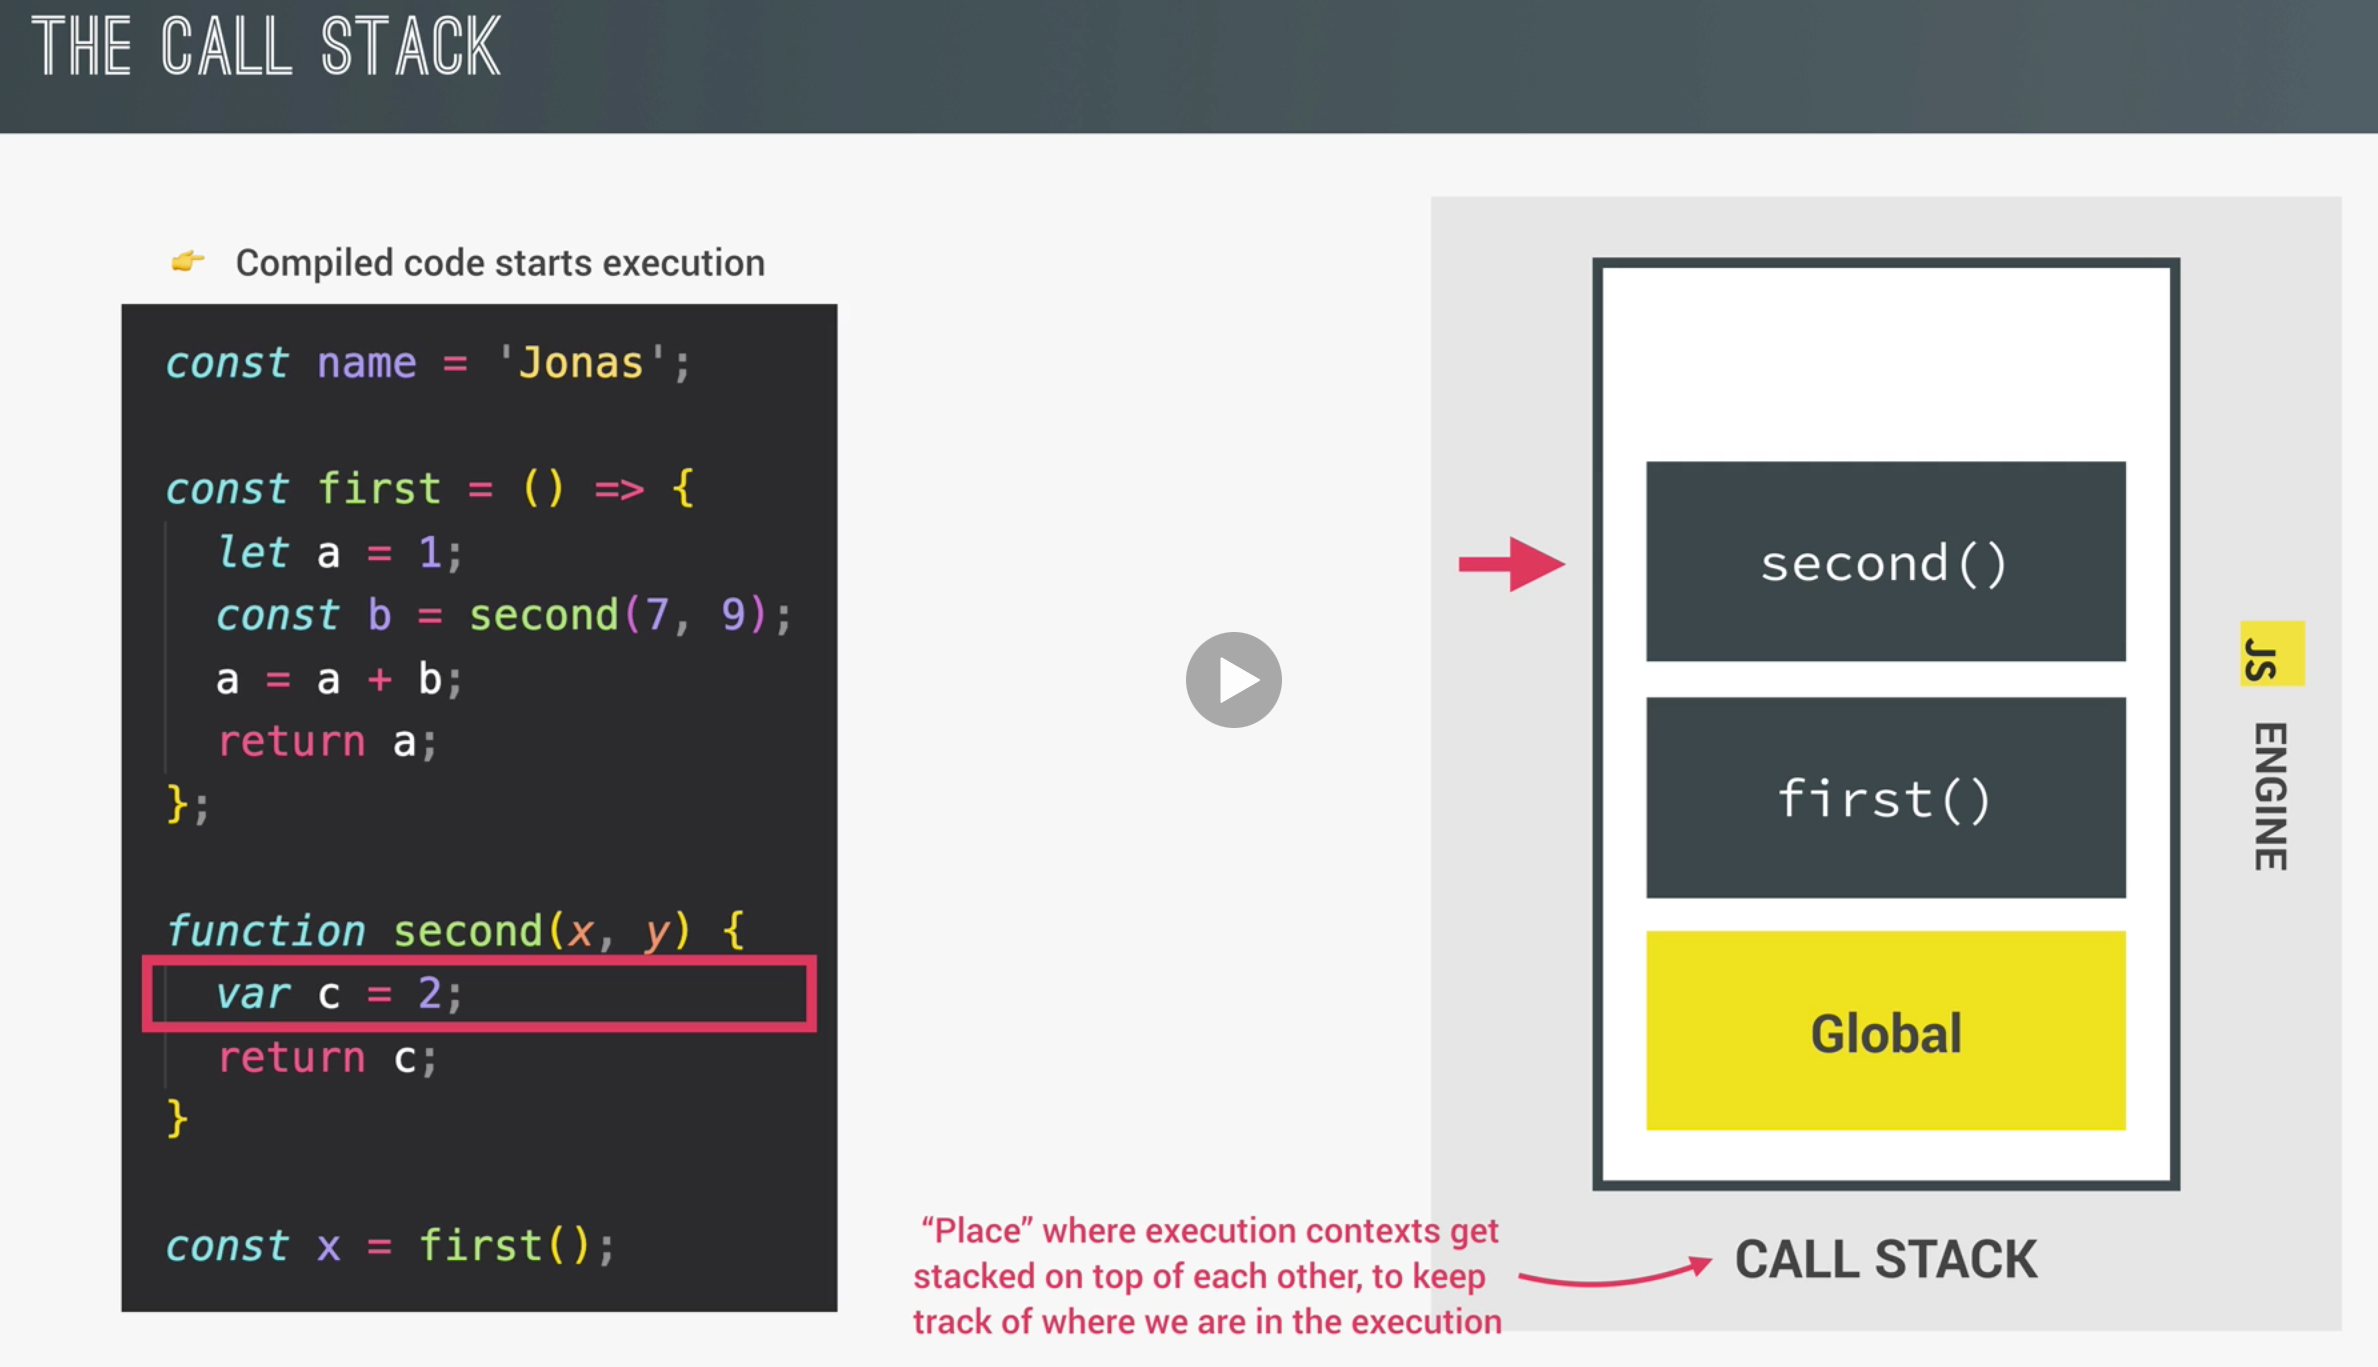 THE CALL STACK
👉 Compiled code starts execution
const name = 'Jonas';
const first = () => {
let a = 1;
const b = second(7, 9);
a = a + b;
return a;
};
function second(x, y) {
var c = 2;
return c;
}
const x = first();
second()
first()
Global
CALL STACK
JS ENGINE
“Place” where execution contexts get
stacked on top of each other, to keep
track of where we are in the execution